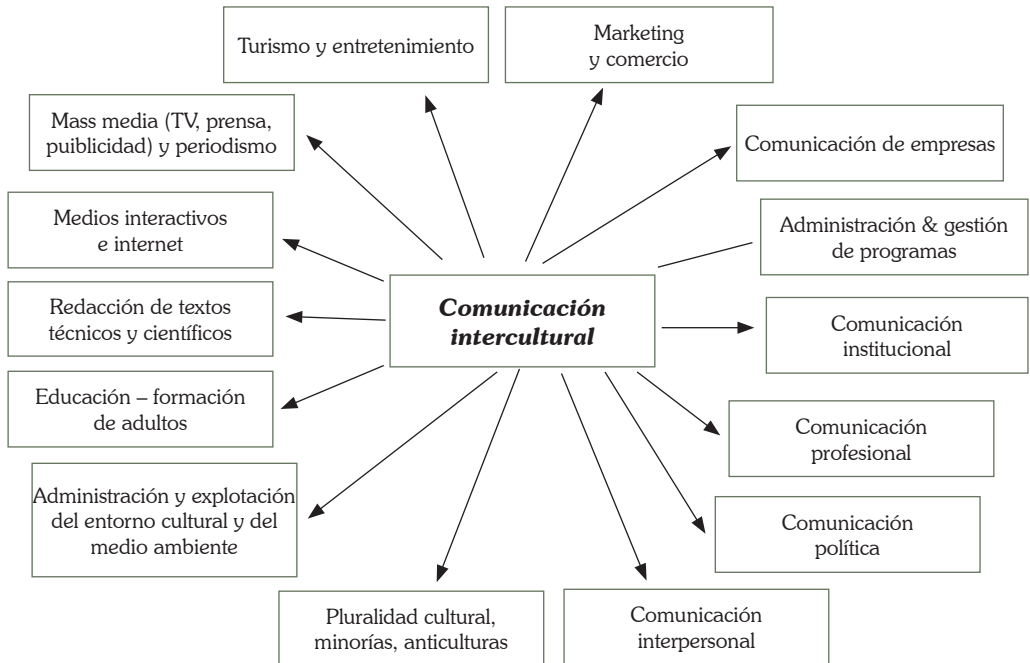 Turismo y entretenimiento
Marketing
y comercio
Mass media (TV, prensa,
puiblicidad) y periodismo
Comunicación de empresas
Medios interactivos
e internet
Administración & gestión
de programas
Comunicación
intercultural
Redacción de textos
técnicos y científicos
Comunicación
institucional
Educación – formación
de adultos
Comunicación
profesional
Administración y explotación
del entorno cultural y del
medio ambiente
Comunicación
política
Pluralidad cultural,
minorías, anticulturas
Comunicación
interpersonal